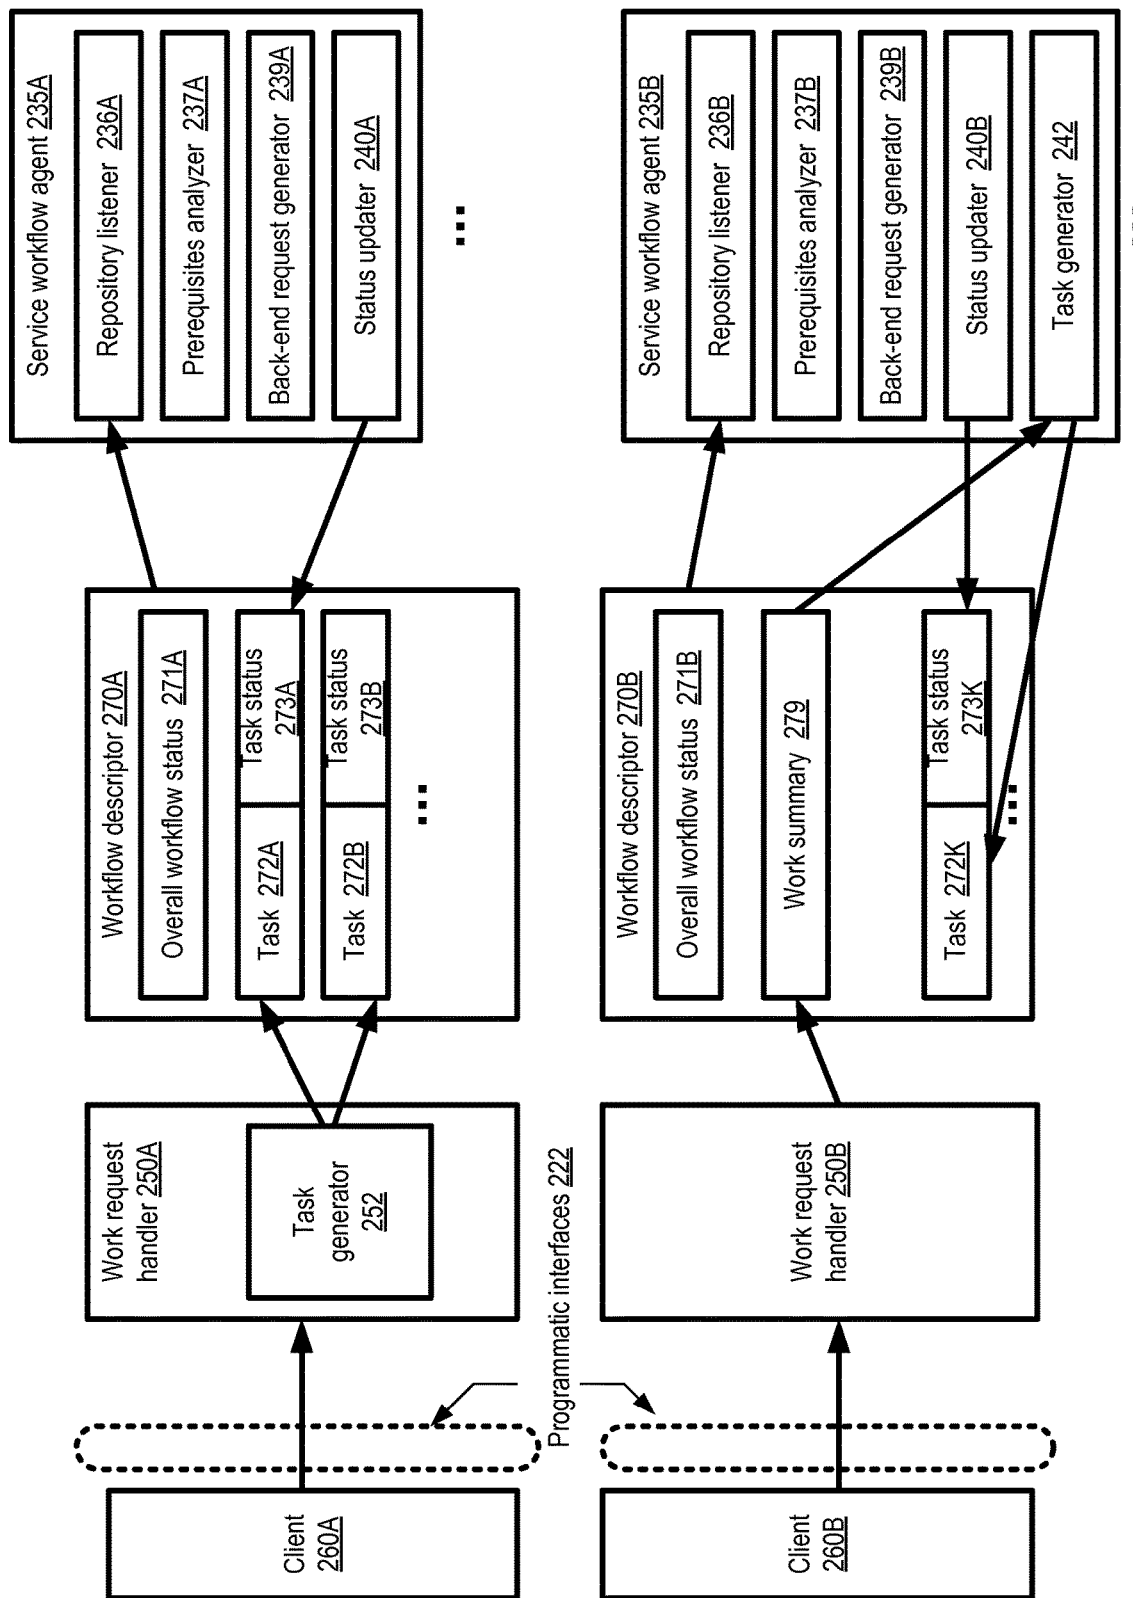 Client
260A
Work request
handler 250A
Task
generator
252
Workflow descriptor 270A
Overall workflow status 271A
Task 272A
Task status
273A
Task 272B
Task status
273B
...
Service workflow agent 235A
Repository listener 236A
Prerequisites analyzer 237A
Back-end request generator 239A
Status updater 240A
...
Programmatic interfaces 222
Client
260B
Work request
handler 250B
Workflow descriptor 270B
Overall workflow status 271B
Work summary 279
Task 272K
Task status
273K
...
Service workflow agent 235B
Repository listener 236B
Prerequisites analyzer 237B
Back-end request generator 239B
Status updater 240B
Task generator 242
...